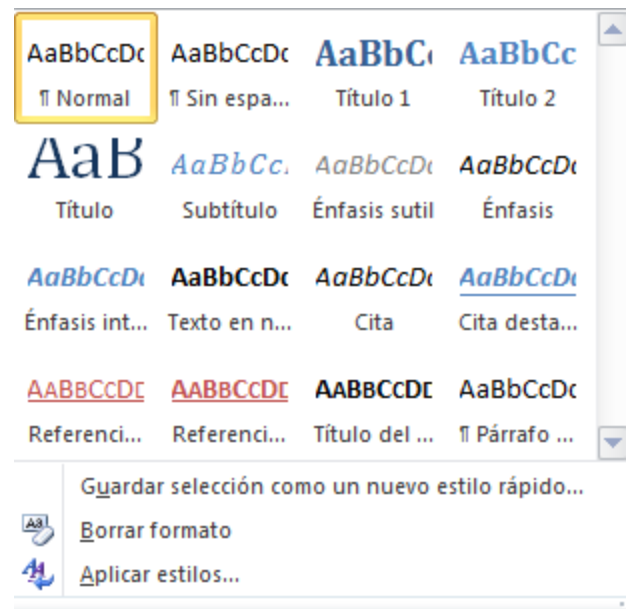 AaBbCcDc AaBbCcDc AaBbC AaBbCc
¶ Normal ¶ Sin espa... Título 1 Título 2
AaB AaBbCc. AaBbCcDc AaBbCcDc
Título Subtítulo Énfasis sutil Énfasis
AaBbCcDc AaBbCcDc AaBbCcDc AaBbCcDc
Énfasis int... Texto en n... Cita Cita desta...
AABBCCDD AABBCCDD AABBCCDD AaBbCcDc
Referenci... Referenci... Título del ... ¶ Párrafo ...
Guardar selección como un nuevo estilo rápido...
Borrar formato
Aplicar estilos...